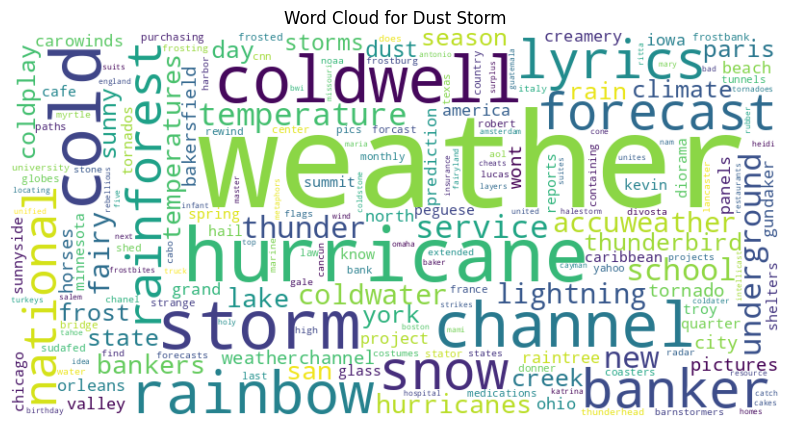 Word Cloud for Dust Storm
weather
hurricane
storm
channel
cold
coldwell
lyrics
forecast
rainforest
national
rainbow
snow
banker
underground
service
thunder
lightning
temperature
accuweather
school
new
coldwater
york
lake
frost
state
fairy
san
creek
hurricanes
bankers
thunderbird
climate
rain
paris
season
dust
storms
day
sunny
coldplay
carowinds
temperatures
bakersfield
tornados
cafe
paths
myrtle
purchasing
frosted
frosting
does
cnn
noaa
frostburg
antonio
frostbank
creamery
iowa
beach
tunnels
ritta
mary
bad
tornadoes
rubber
heidi
suits
england
harbor
bwi
missouri
texas
country
surplus
guatemala
italy
america
robert
amsterdam
cone
mam
unites
rewind
center
pics
forcast
aol
cheats
lucas
layers
wont
suites
containing
kevin
reports
diorama
lancaster
restaurants
panels
gundaker
university
globes
locating
stone
rebellious
five
infant
master
metaphors
maria
monthly
coldstone
summit
prediction
insurance
fairyland
horses
minnesota
shed
sunnyside
unified
next
frostbites
cabo
truck
spring
hail
grand
strange
flags
wind
top
law
marine
gale
north
cancun
know
bank
omaha
extended
baker
peguese
united
halestorm
divosta
caribbean
yahoo
cayman
projects
intellicast
tornado
troy
quarter
city
shelters
turkeys
salem
bridge
tahoe
chanel
sudafed
idea
water
find
forecasts
orleans
chicago
birthday
valley
weatherchannel
holy
high
boston
costumes
project
glass
hospital
stator
mami
france
strikes
states
donner
medications
katrina
ohio
raintree
coasters
thunderhead
barnstormers
radar
coldater
pictures
resource
catch
cakes
homes